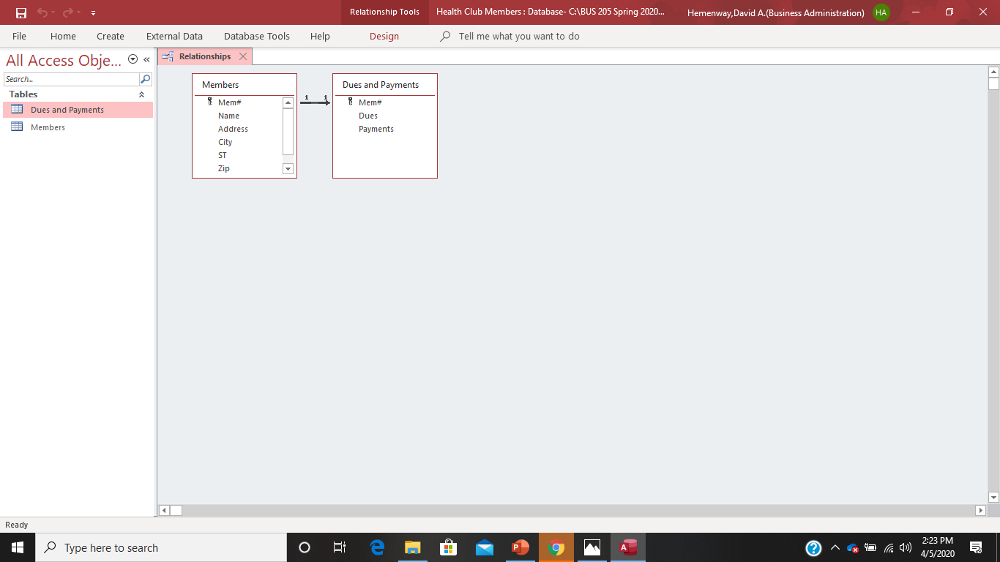 Relationship Tools
Health Club Members : Database- C:\BUS 205 Spring 2020...
Hemenway,David A.(Business Administration)
HA
File Home Create External Data Database Tools Help Design Tell me what you want to do
All Access Obje...
Search...
Tables
Dues and Payments
Members
Relationships
Members
Mem#
Name
Address
City
ST
Zip
1 1
Dues and Payments
Mem#
Dues
Payments
Ready
Type here to search
2:23 PM
4/5/2020